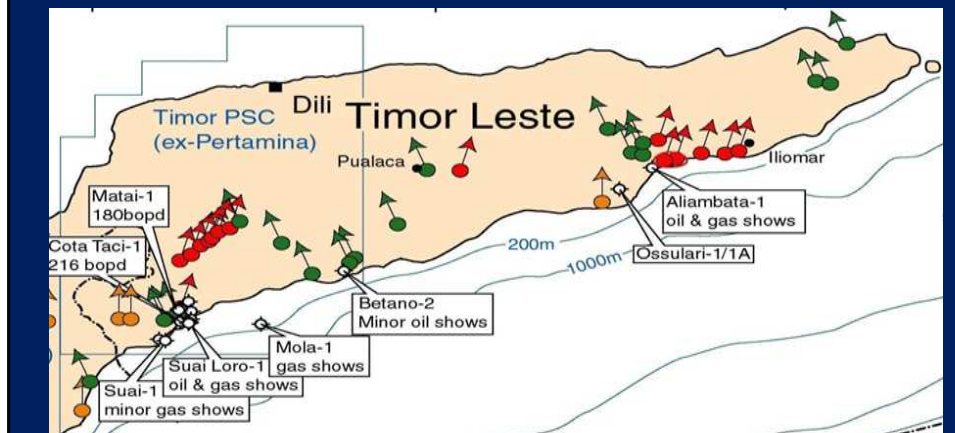 Dili
Timor Leste
Timor PSC
(ex-Pertamina)
Pualaca
Iliomar
Matai-1
180bopd
Cota Taci-1
216 bopd
Aliambata-1
oil & gas shows
200m
Ossulari-1/1A
1000m
Betano-2
Minor oil shows
Mola-1
gas shows
Suai Loro-1
oil & gas shows
Suai-1
minor gas shows